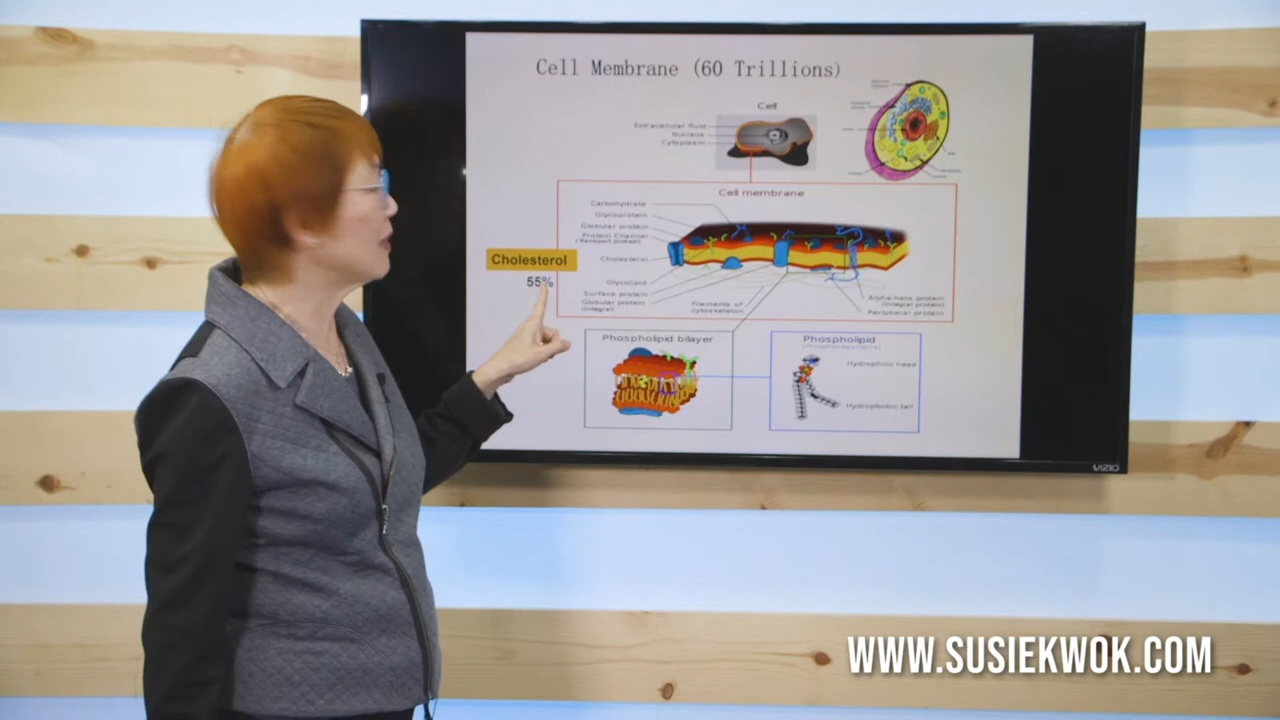 Cell Membrane (60 Trillions)
Cell
Extracellular fluid
Nucleus
Cytoplasm
Cell membrane
Carbohydrate
Glycoprotein
Globular protein
Protein Channel
(transport protein)
Cholesterol
Cholesterol
55%
Glycolipid
Surface protein
Globular protein
(integral)
Filaments of
cytoskeleton
Alpha-helix protein
(integral protein)
Peripheral protein
Phospholipid bilayer
Phospholipid
Hydrophilic head
Hydrophobic tail
VIZIO
WWW.SUSIEKWOK.COM